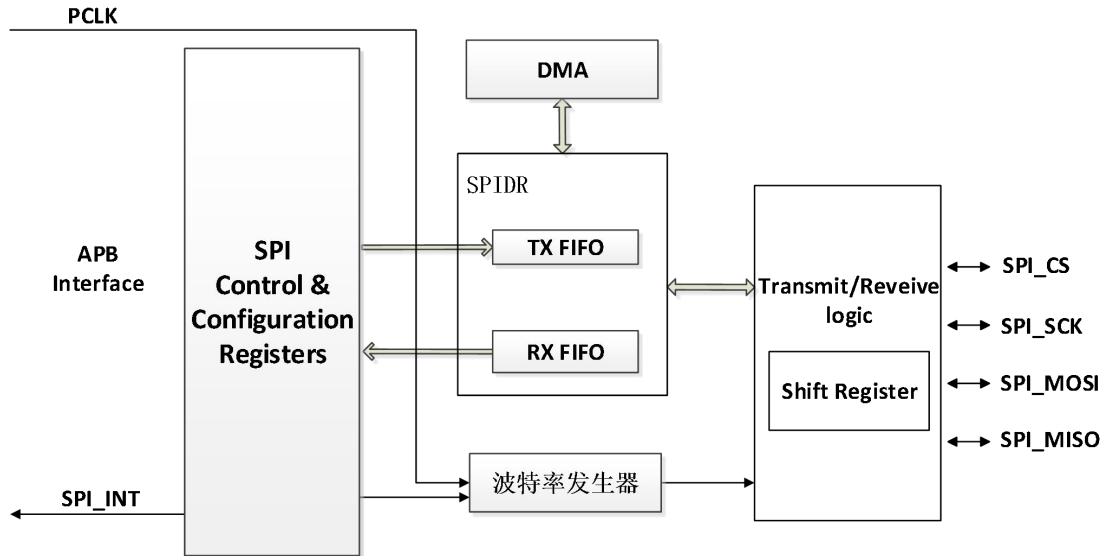 PCLK
DMA
SPIDR
APB
Interface
SPI
Control &
Configuration
Registers
TX FIFO
RX FIFO
Transmit/Reveive
logic
Shift Register
SPI_CS
SPI_SCK
SPI_MOSI
SPI_MISO
波特率发生器
SPI_INT